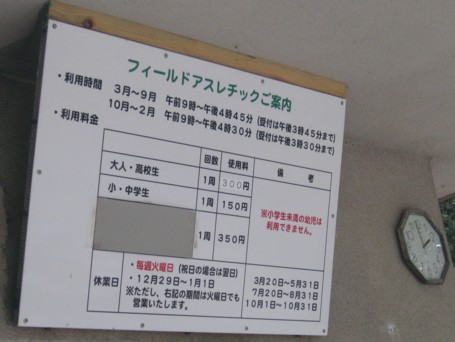 フィールドアスレチックご案内
・利用時間 3月～9月 午前9時～午後4時45分(受付は午後3時45分まで)
10月～2月 午前9時～午後4時30分(受付は午後3時30分まで)
・利用料金
回数 使用料 備考
大人・高校生 1周 300円
小・中学生 1周 150円
1周 350円
※小学生未満の幼児は
利用できません。
休業日
・毎週火曜日(祝日の場合は翌日)
・12月29日～1月1日
※ただし、右記の期間は火曜日でも
営業いたします。
3月20日～5月31日
7月20日～8月31日
10月1日～10月31日